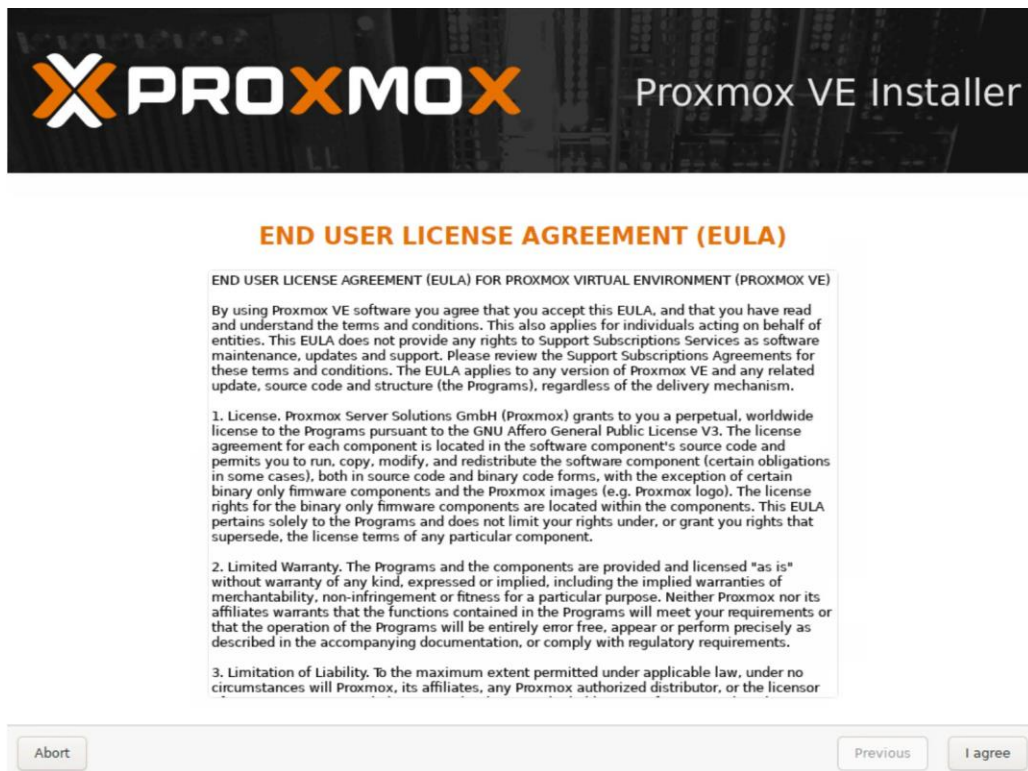 PROXMOX
Proxmox VE Installer
END USER LICENSE AGREEMENT (EULA)
END USER LICENSE AGREEMENT (EULA) FOR PROXMOX VIRTUAL ENVIRONMENT (PROXMOX VE)
By using Proxmox VE software you agree that you accept this EULA, and that you have read
and understand the terms and conditions. This also applies for individuals acting on behalf of
entities. This EULA does not provide any rights to Support Subscriptions Services as software
maintenance, updates and support. Please review the Support Subscriptions Agreements for
these terms and conditions. The EULA applies to any version of Proxmox VE and any related
update, source code and structure (the Programs), regardless of the delivery mechanism.
1. License. Proxmox Server Solutions GmbH (Proxmox) grants to you a perpetual, worldwide
license to the Programs pursuant to the GNU Affero General Public License V3. The license
agreement for each component is located in the software component's source code and
permits you to run, copy, modify, and redistribute the software component (certain obligations
in some cases), both in source code and binary code forms, with the exception of certain
binary only firmware components and the Proxmox images (e.g. Proxmox logo). The license
rights for the binary only firmware components are located within the components. This EULA
pertains solely to the Programs and does not limit your rights under, or grant you rights that
supersede, the license terms of any particular component.
2. Limited Warranty. The Programs and the components are provided and licensed "as is"
without warranty of any kind, expressed or implied, including the implied warranties of
merchantability, non-infringement or fitness for a particular purpose. Neither Proxmox nor its
affiliates warrants that the functions contained in the Programs will meet your requirements or
that the operation of the Programs will be entirely error free, appear or perform precisely as
described in the accompanying documentation, or comply with regulatory requirements.
3. Limitation of Liability. To the maximum extent permitted under applicable law, under no
circumstances will Proxmox, its affiliates, any Proxmox authorized distributor, or the licensor
Abort
Previous
I agree